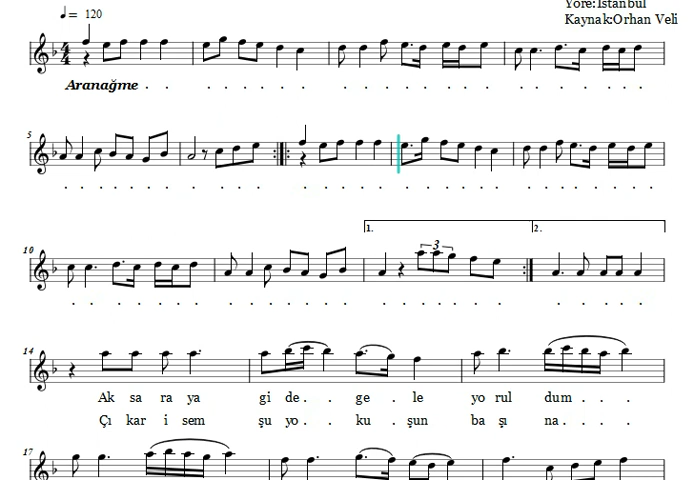 Yöre:İstanbul
= 120
Kaynak:Orhan Veli
Aranağme . . . . . . . . . . . . . . . . . .
5
10
1.
2.
3
14
Ak sa ra ya gi de . . ge . le yo rul dum . . .
Çı kar i sem şu yo . . ku . şun ba şı na . . . .
17